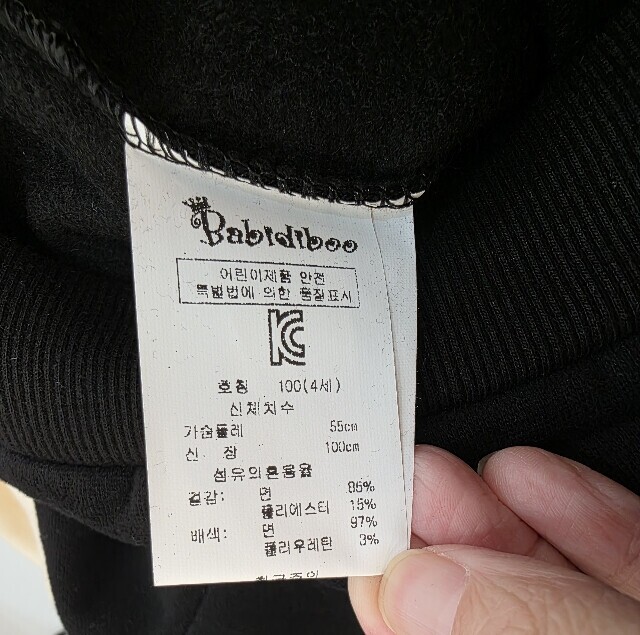 Babidiboo
어린이제품 안전
특별법에 의한 품질표시
KC
호칭 100(4세)
신체치수
가슴둘레 55cm
신 장 100cm
섬유의혼용율
겉감: 면 85%
폴리에스터 15%
배색: 면 97%
폴리우레탄 3%